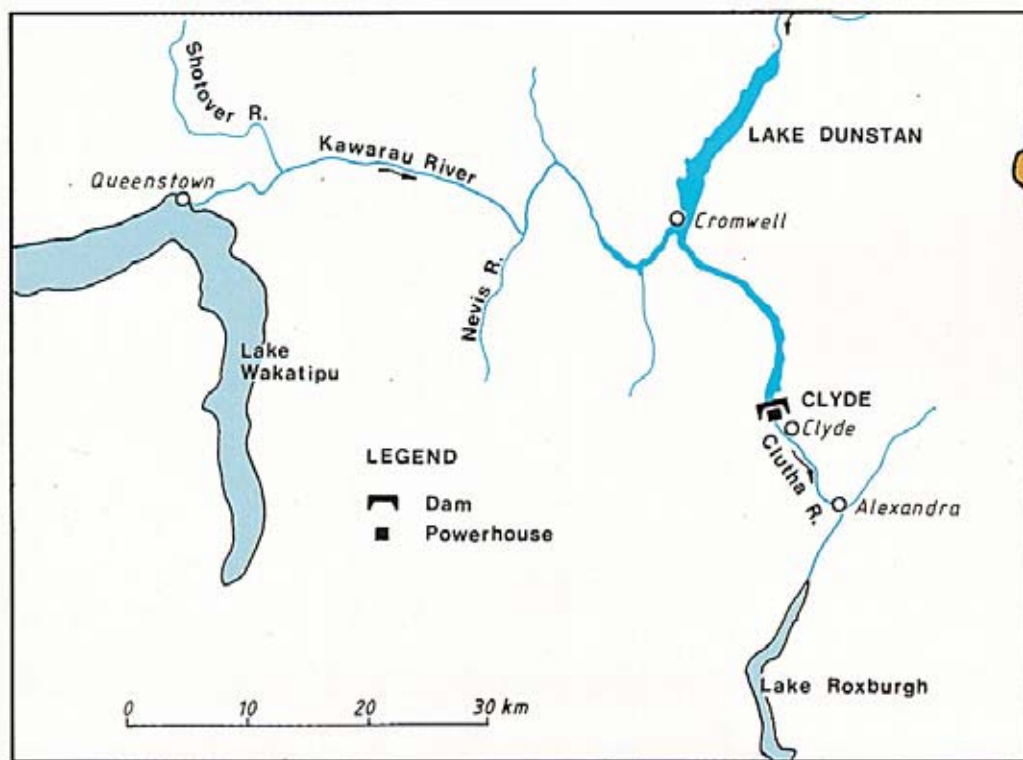 Shotover R.
Kawarau River
Queenstown
LAKE DUNSTAN
Cromwell
Nevis R.
Lake
Wakatipu
CLYDE
Clyde
Clutha R.
Alexandra
LEGEND
Dam
Powerhouse
Lake Roxburgh
0 10 20 30 km